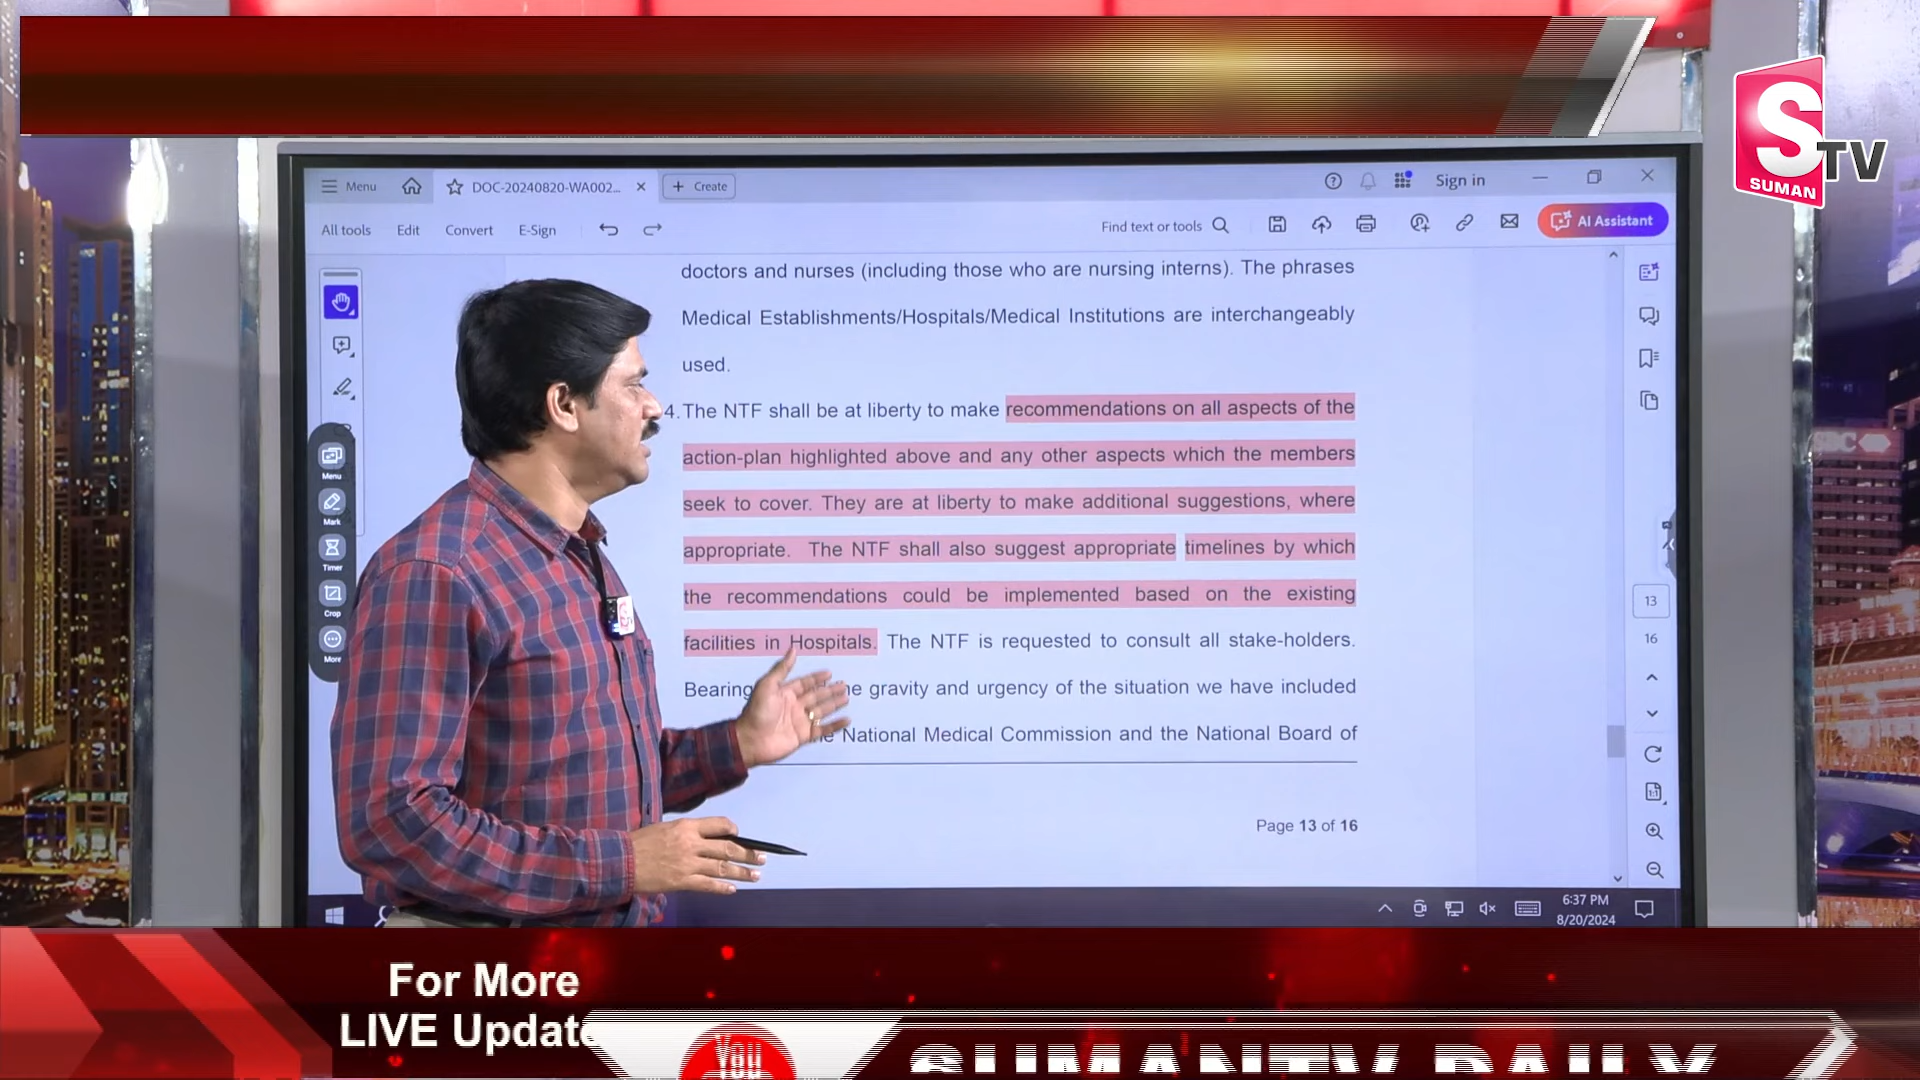 S
SUMAN
TV
Menu
DOC-20240820-WA002...
Create
Sign in
All tools
Edit
Convert
E-Sign
Find text or tools
AI Assistant
doctors and nurses (including those who are nursing interns). The phrases
Medical Establishments/Hospitals/Medical Institutions are interchangeably
used.
4. The NTF shall be at liberty to make recommendations on all aspects of the
action-plan highlighted above and any other aspects which the members
seek to cover. They are at liberty to make additional suggestions, where
appropriate. The NTF shall also suggest appropriate timelines by which
the recommendations could be implemented based on the existing
facilities in Hospitals. The NTF is requested to consult all stake-holders.
Bearing the gravity and urgency of the situation we have included
National Medical Commission and the National Board of
Page 13 of 16
Menu
Mark
Timer
Crop
More
13
16
6:37 PM
8/20/2024
For More
LIVE Update
You
SUMANTV DAILY